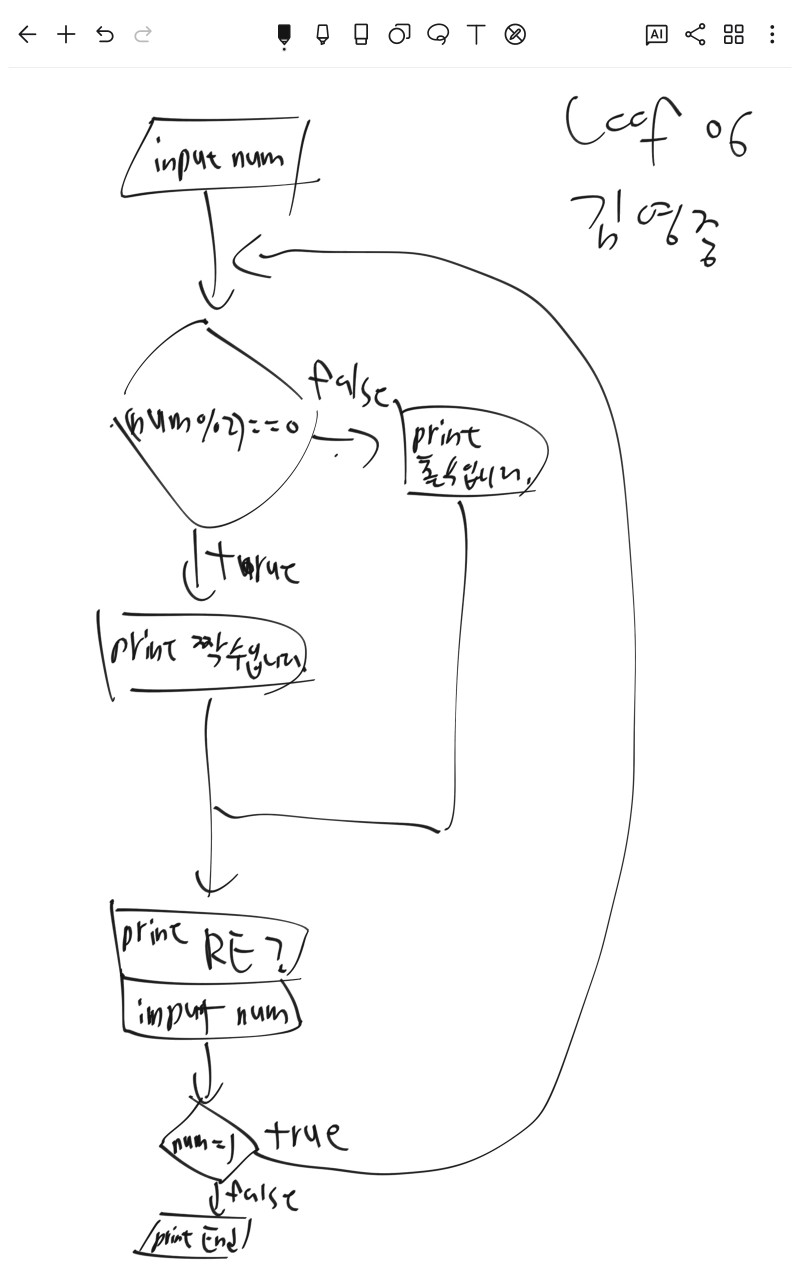 AI
T
Lccf 06
김영중
input num
(num%2)==0
false
print
홀수입니다.
true
print 짝수입니다.
print RE?
input num
num=1
true
false
print End